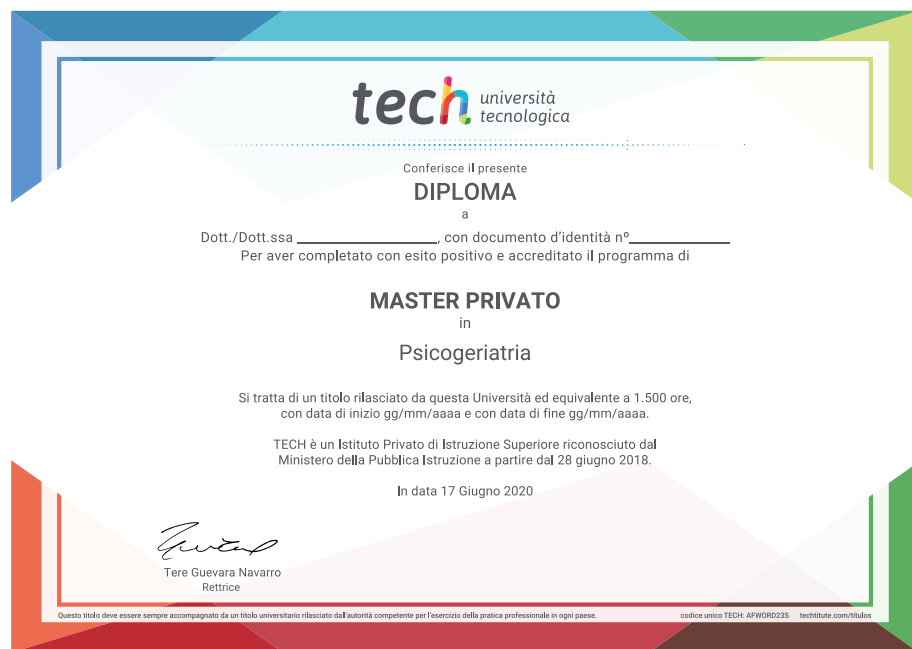 tech università
tecnologica
Conferisce il presente
DIPLOMA
a
Dott./Dott.ssa ____________________, con documento d'identità nº______________
Per aver completato con esito positivo e accreditato il programma di
MASTER PRIVATO
in
Psicogeriatria
Si tratta di un titolo rilasciato da questa Università ed equivalente a 1.500 ore,
con data di inizio gg/mm/aaaa e con data di fine gg/mm/aaaa.
TECH è un Istituto Privato di Istruzione Superiore riconosciuto dal
Ministero della Pubblica Istruzione a partire dal 28 giugno 2018.
In data 17 Giugno 2020
Tere Guevara Navarro
Rettrice
Questo titolo deve essere sempre accompagnato da un titolo universitario rilasciato dall'autorità competente per l'esercizio della pratica professionale in ogni paese. codice unico TECH: AFWORD23S techtitute.com/titulos